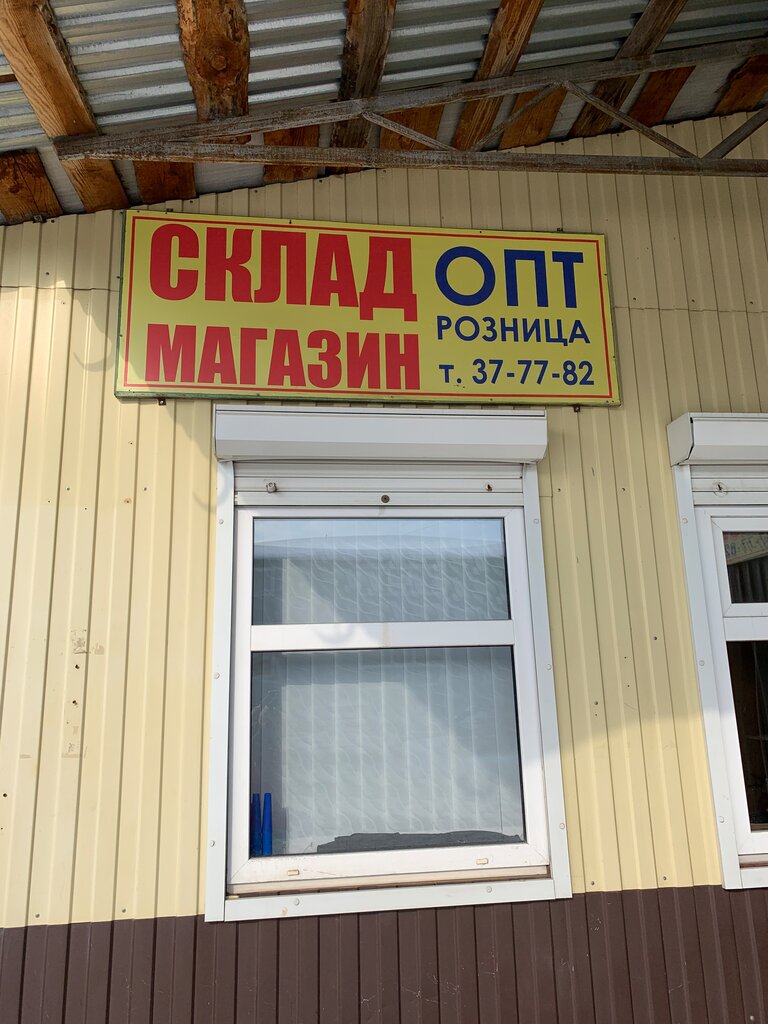 СКЛАД
МАГАЗИН
ОПТ
РОЗНИЦА
т. 37-77-82